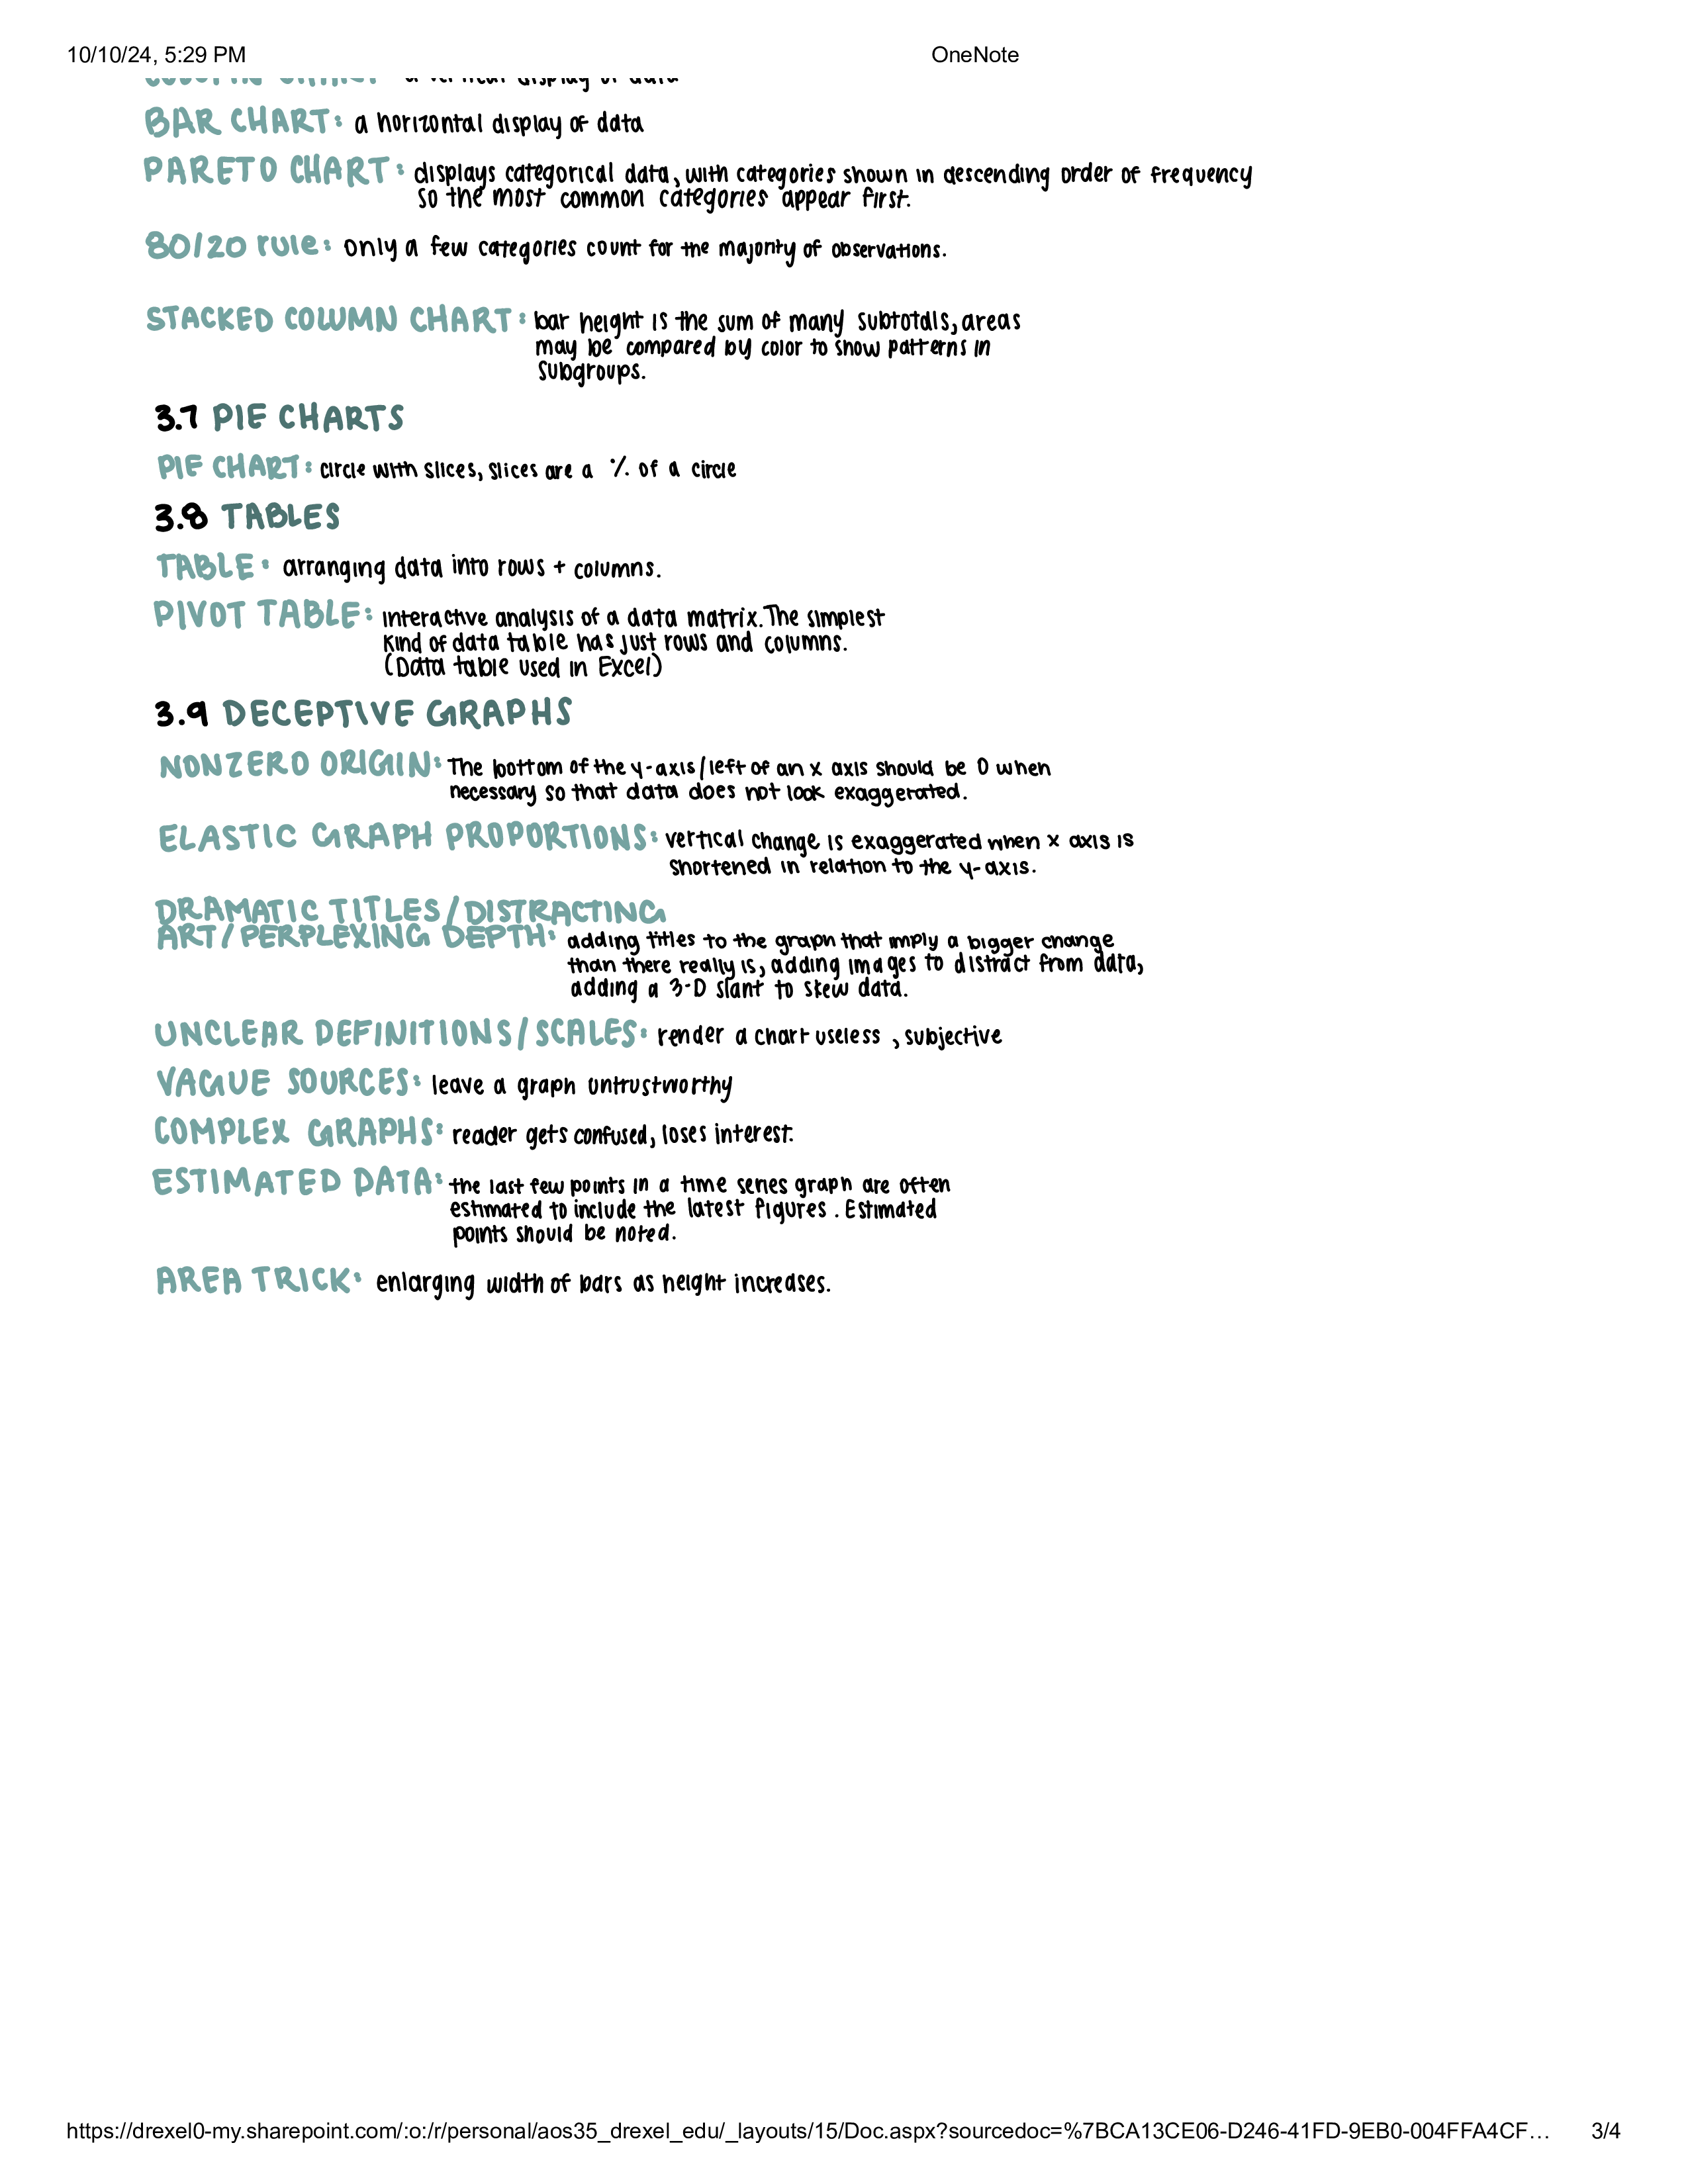 10/10/24, 5:29 PM OneNote
a vertical display of data
BAR CHART: a horizontal display of data
PARETO CHART: displays categorical data, with categories shown in descending order of frequency
so the most common categories appear first.
80/20 rule: only a few categories count for the majority of observations.
STACKED COLUMN CHART: bar height is the sum of many subtotals, areas
may be compared by color to show patterns in
subgroups.
3.7 PIE CHARTS
PIE CHART: circle with slices, slices are a % of a circle
3.8 TABLES
TABLE: arranging data into rows + columns.
PIVOT TABLE: interactive analysis of a data matrix. The simplest
kind of data table has just rows and columns.
(Data table used in Excel)
3.9 DECEPTIVE GRAPHS
NONZERO ORIGIN: The bottom of the y-axis/left of an x axis should be 0 when
necessary so that data does not look exaggerated.
ELASTIC GRAPH PROPORTIONS: vertical change is exaggerated when x axis is
shortened in relation to the y-axis.
DRAMATIC TITLES/DISTRACTING
ART/PERPLEXING DEPTH: adding titles to the graph that imply a bigger change
than there really is, adding images to distract from data,
adding a 3-D slant to skew data.
UNCLEAR DEFINITIONS/SCALES: render a chart useless, subjective
VAGUE SOURCES: leave a graph untrustworthy
COMPLEX GRAPHS: reader gets confused, loses interest.
ESTIMATED DATA: the last few points in a time series graph are often
estimated to include the latest figures. Estimated
points should be noted.
AREA TRICK: enlarging width of bars as height increases.
https://drexel0-my.sharepoint.com/:o:/r/personal/aos35_drexel_edu/_layouts/15/Doc.aspx?sourcedoc=%7BCA13CE06-D246-41FD-9EB0-004FFA4CF… 3/4